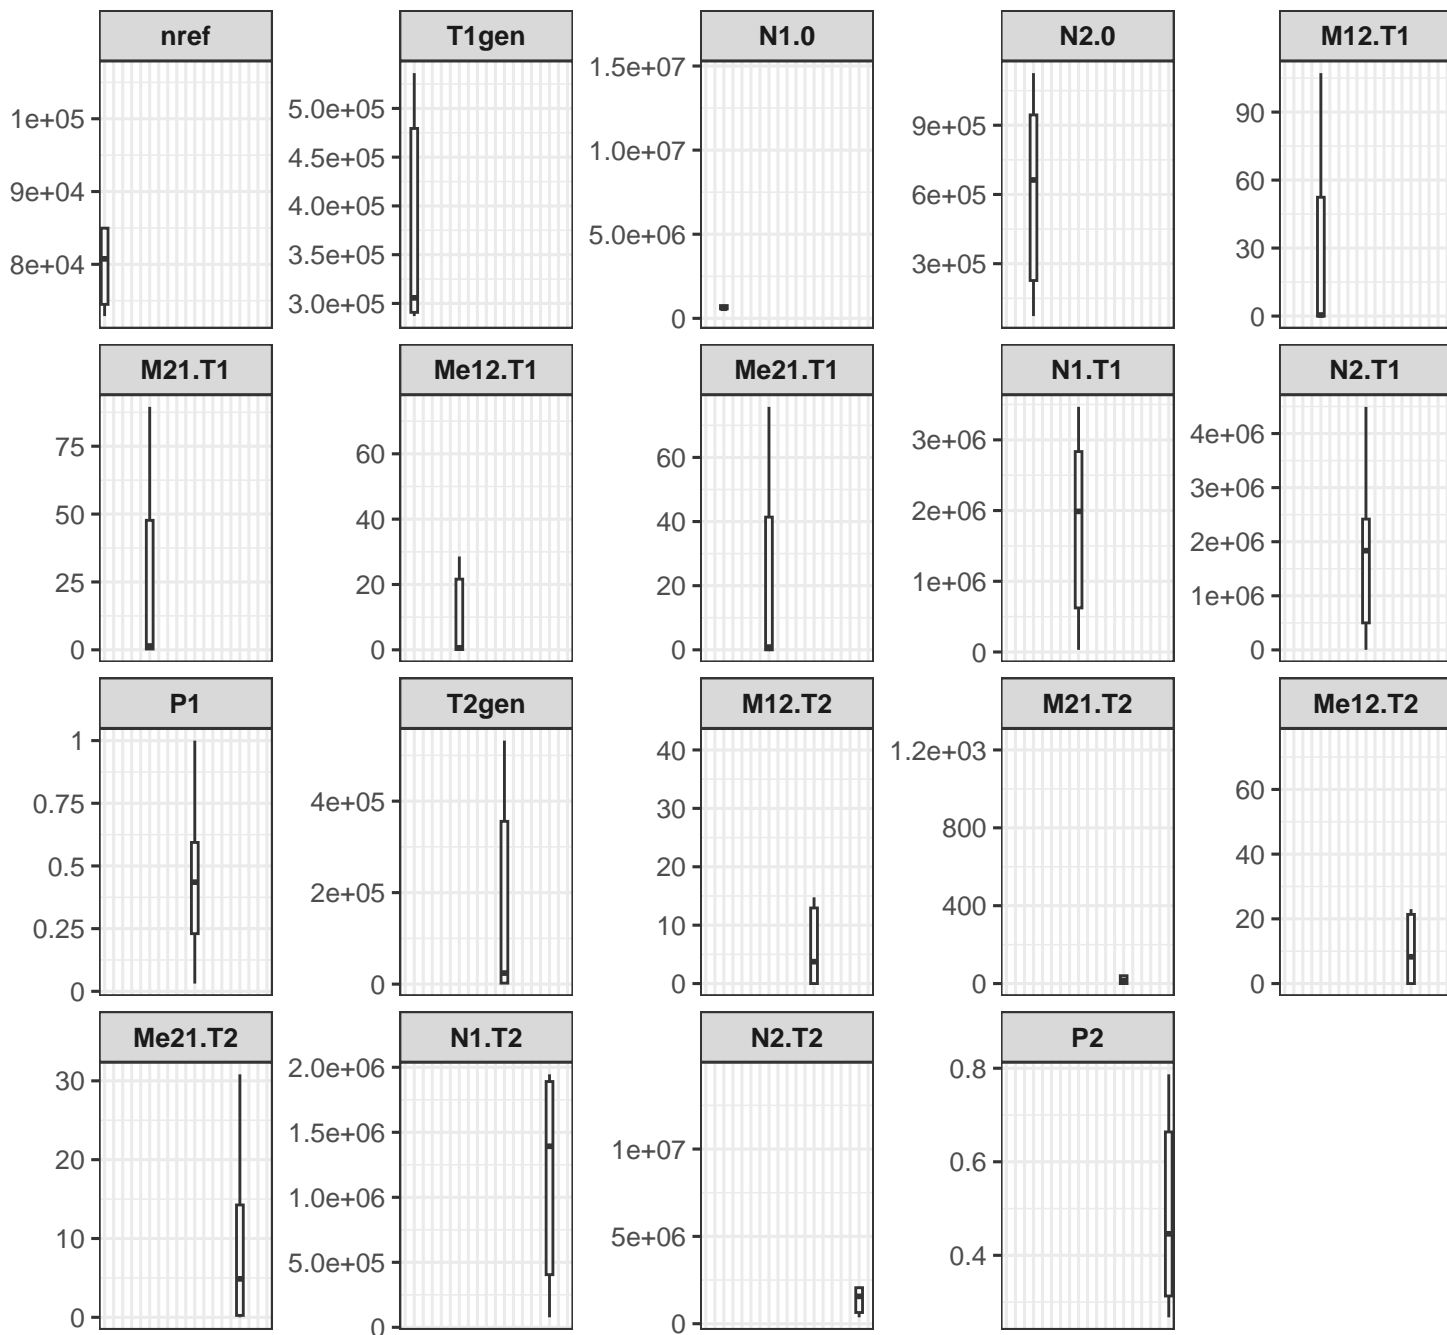 nref
T1gen
N1.0
N2.0
M12.T1
1e+05
9e+04
8e+04
5.0e+05
4.5e+05
4.0e+05
3.5e+05
3.0e+05
1.5e+07
1.0e+07
5.0e+06
0
9e+05
6e+05
3e+05
90
60
30
0
M21.T1
Me12.T1
Me21.T1
N1.T1
N2.T1
75
50
25
0
60
40
20
0
60
40
20
0
3e+06
2e+06
1e+06
0
4e+06
3e+06
2e+06
1e+06
0
P1
T2gen
M12.T2
M21.T2
Me12.T2
1
0.75
0.5
0.25
0
4e+05
2e+05
0
40
30
20
10
0
1.2e+03
800
400
0
60
40
20
0
Me21.T2
N1.T2
N2.T2
P2
30
20
10
0
2.0e+06
1.5e+06
1.0e+06
5.0e+05
0
1e+07
5e+06
0
0.8
0.6
0.4